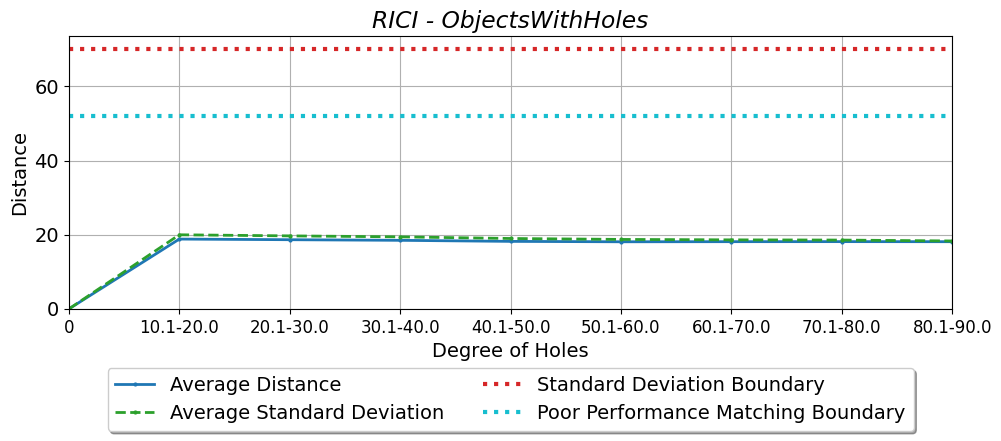 RICI - ObjectsWithHoles
60
40
20
0
Distance
0 10.1-20.0 20.1-30.0 30.1-40.0 40.1-50.0 50.1-60.0 60.1-70.0 70.1-80.0 80.1-90.0
Degree of Holes
Average Distance
Average Standard Deviation
Standard Deviation Boundary
Poor Performance Matching Boundary